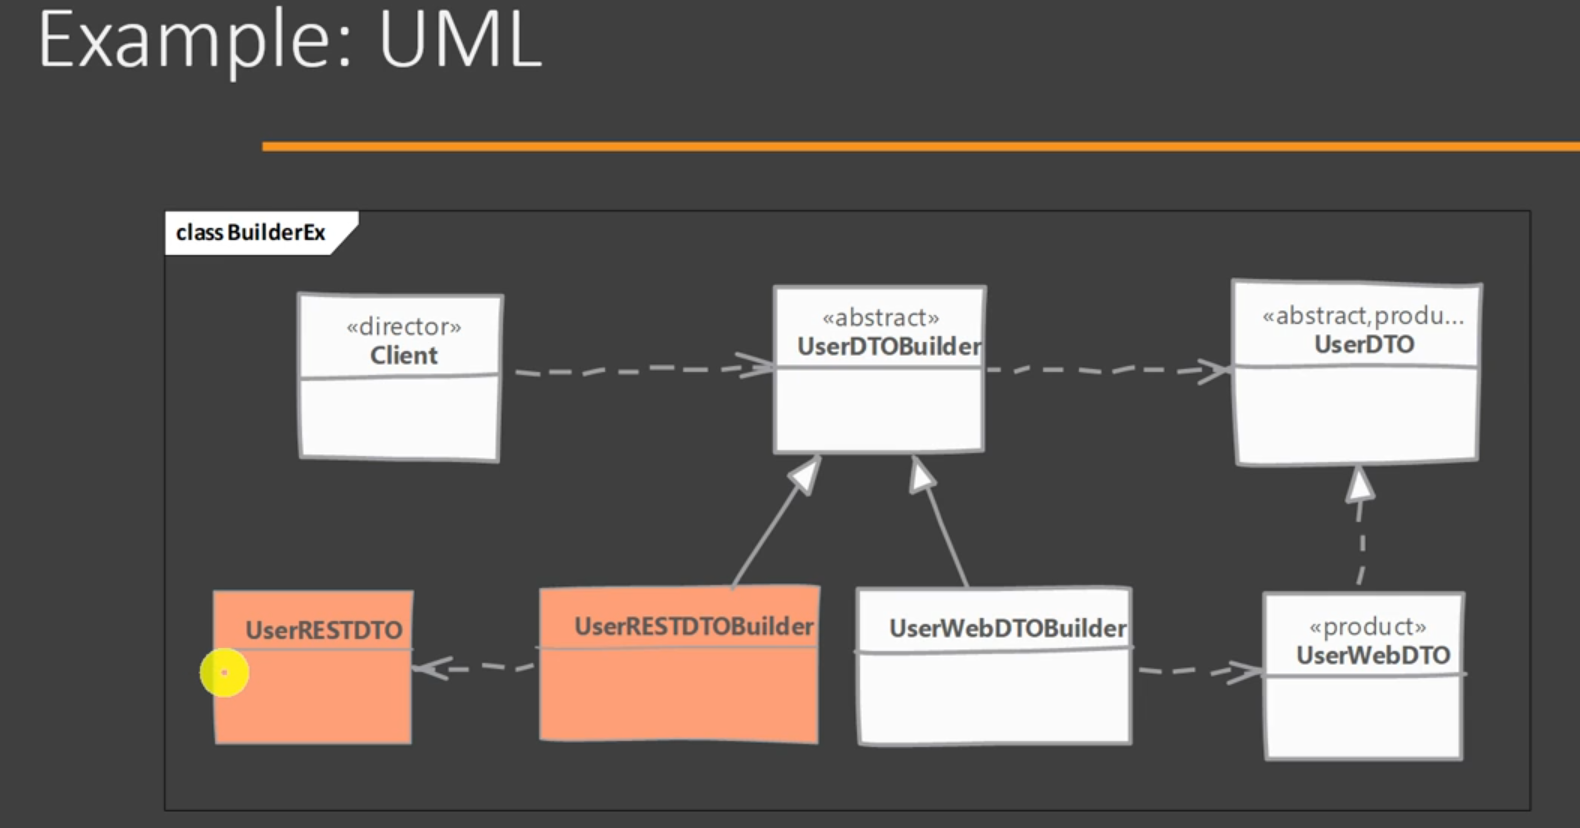 Example: UML
class BuilderEx
«director»
Client
«abstract»
UserDTOBuilder
«abstract,produ...
UserDTO
UserRESTDTO
UserRESTDTOBuilder
UserWebDTOBuilder
«product»
UserWebDTO